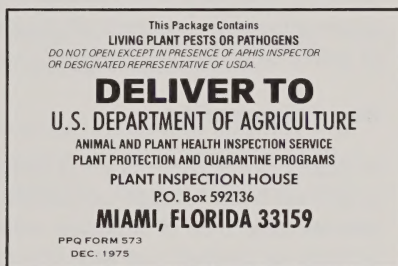 This Package Contains
LIVING PLANT PESTS OR PATHOGENS
DO NOT OPEN EXCEPT IN PRESENCE OF APHIS INSPECTOR
OR DESIGNATED REPRESENTATIVE OF USDA.
DELIVER TO
U.S. DEPARTMENT OF AGRICULTURE
ANIMAL AND PLANT HEALTH INSPECTION SERVICE
PLANT PROTECTION AND QUARANTINE PROGRAMS
PLANT INSPECTION HOUSE
P.O. Box 592136
MIAMI, FLORIDA 33159
PPQ FORM 573
DEC. 1975